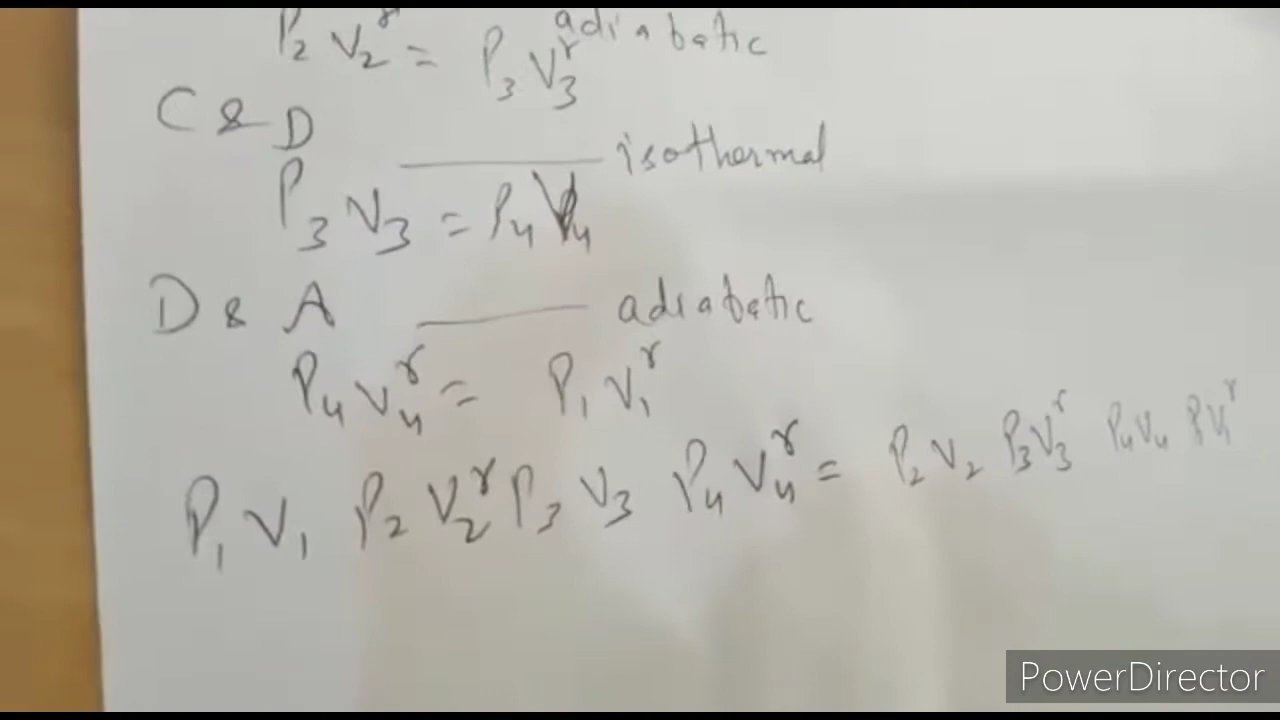 adiabatic
P₂ V₂^γ = P₃ V₃^γ
C & D
isothermal
P₃ V₃ = P₄ V₄
D & A adiabatic
P₄ V₄^γ = P₁ V₁^γ
P₁ V₁ P₂ V₂^γ P₃ V₃ P₄ V₄^γ = P₂ V₂ P₃ V₃^γ P₄ V₄ P₁ V₁^γ
PowerDirector